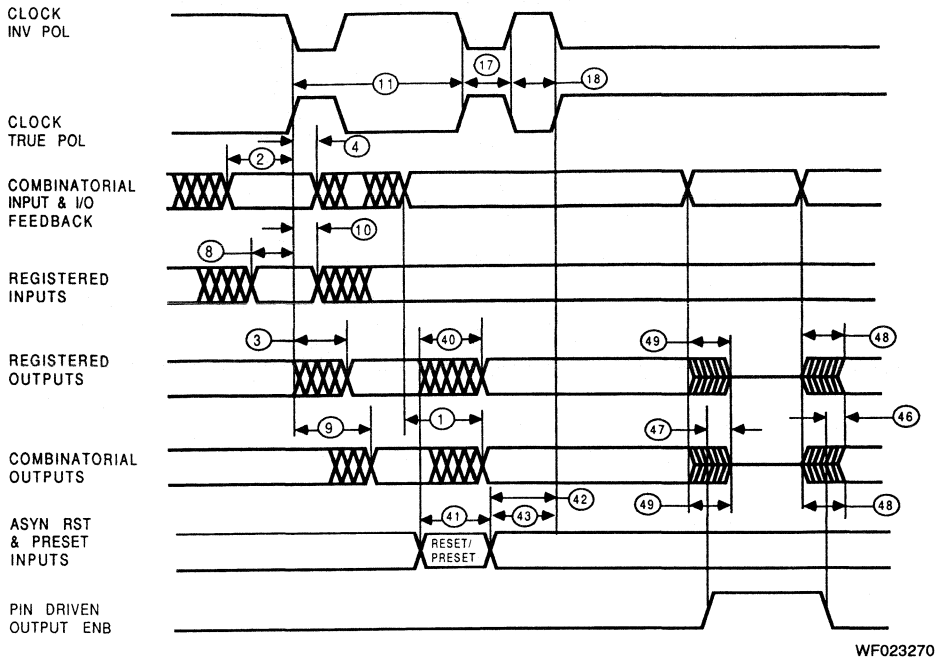 CLOCK
INV POL
17
11
18
CLOCK
TRUE POL
4
2
COMBINATORIAL
INPUT & I/O
FEEDBACK
10
8
REGISTERED
INPUTS
3
40
49
48
REGISTERED
OUTPUTS
9
1
47
46
COMBINATORIAL
OUTPUTS
42
49
48
41
43
ASYN RST
& PRESET
INPUTS
RESET/
PRESET
PIN DRIVEN
OUTPUT ENB
WF023270